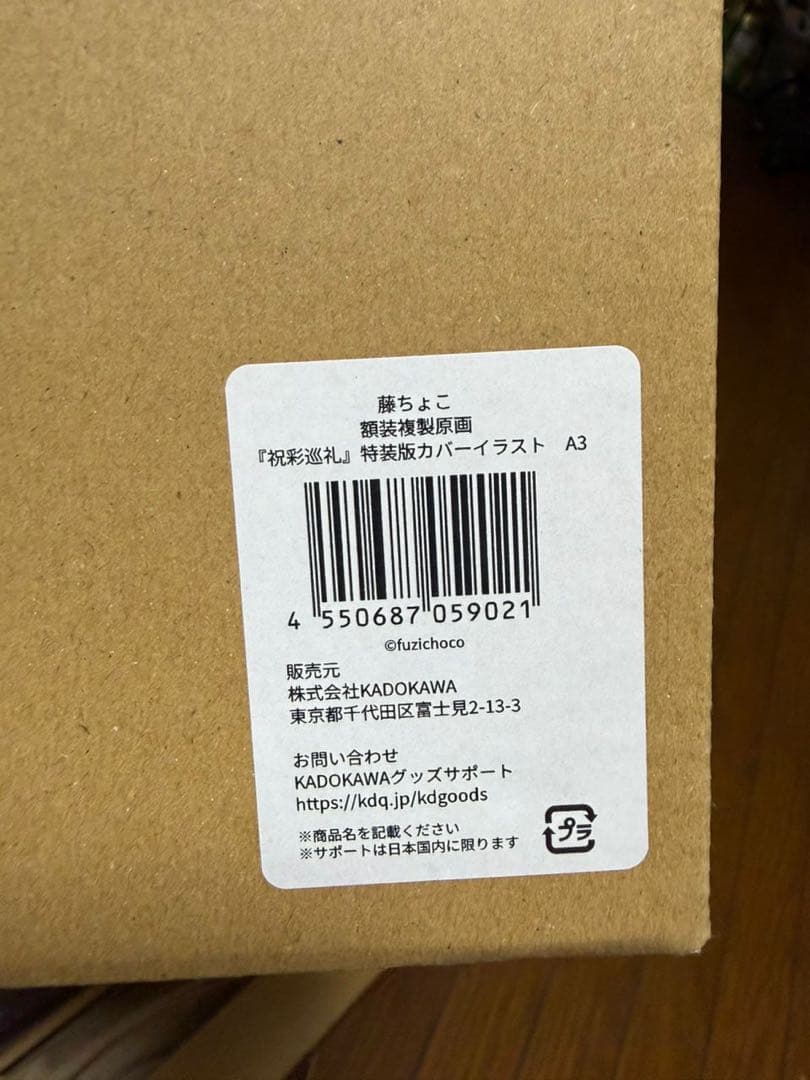 藤ちょこ
額装複製原画
『祝彩巡礼』特装版カバーイラスト　A3
4 550687 059021
©fuzichoco
販売元
株式会社KADOKAWA
東京都千代田区富士見2-13-3
お問い合わせ
KADOKAWAグッズサポート
https://kdq.jp/kdgoods
※商品名を記載ください
※サポートは日本国内に限ります
プラ